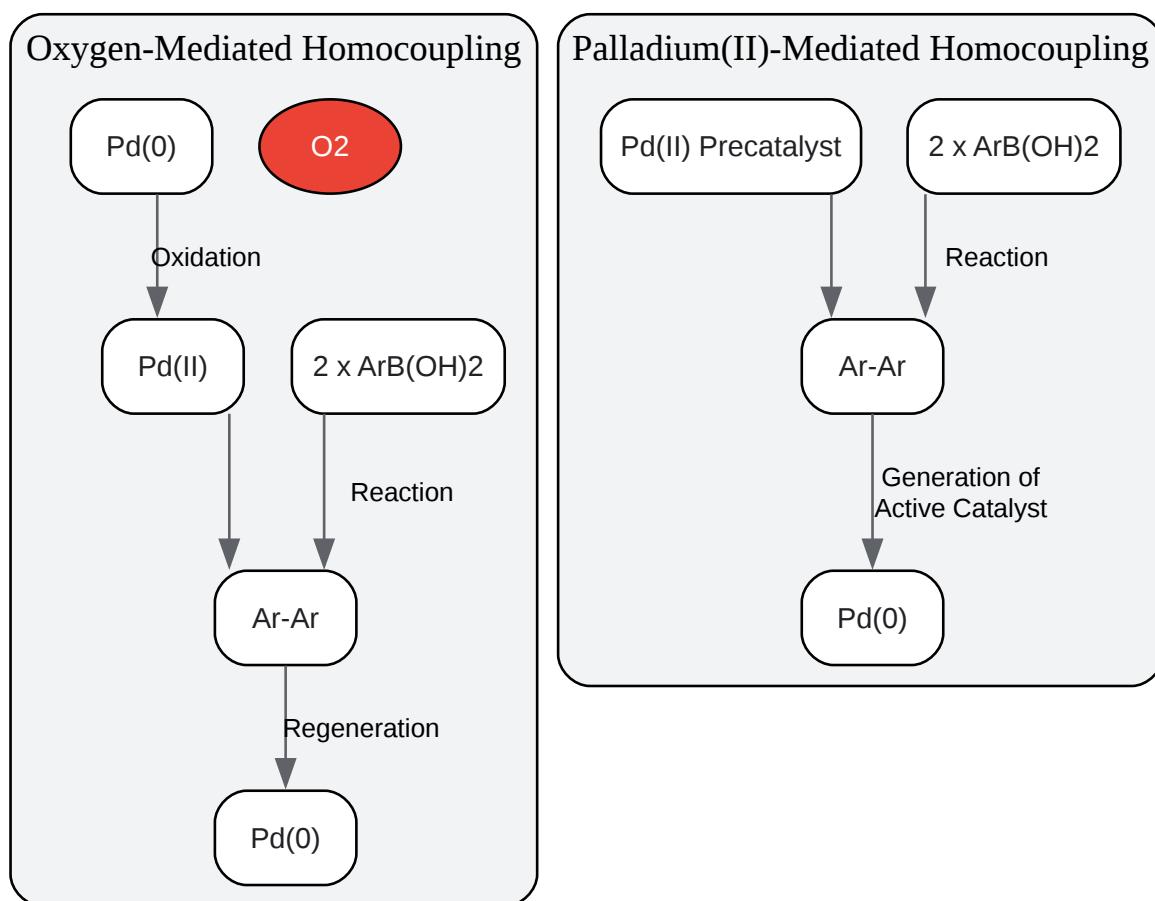 Oxygen-Mediated Homocoupling
Pd(0)
O2
Oxidation
Pd(II)
2 x ArB(OH)2
Reaction
Ar-Ar
Regeneration
Pd(0)
Palladium(II)-Mediated Homocoupling
Pd(II) Precatalyst
2 x ArB(OH)2
Reaction
Ar-Ar
Generation of
Active Catalyst
Pd(0)